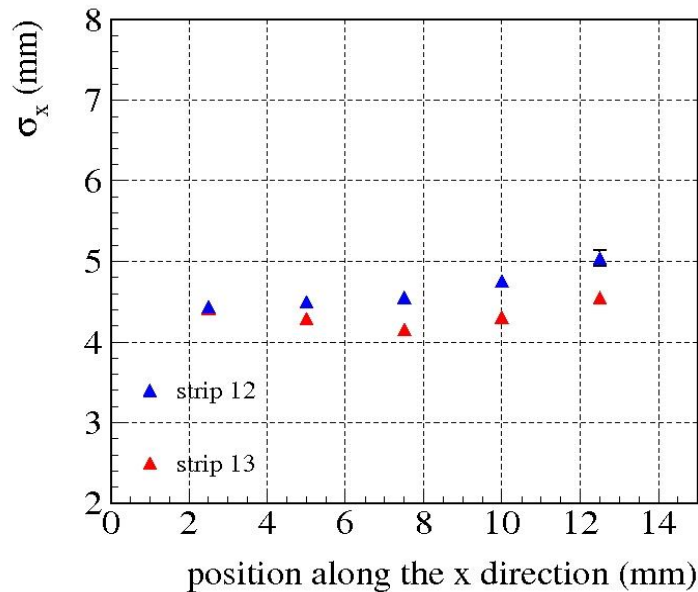 σx (mm)
8
7
6
5
4
3
2
strip 12
strip 13
0 2 4 6 8 10 12 14
position along the x direction (mm)